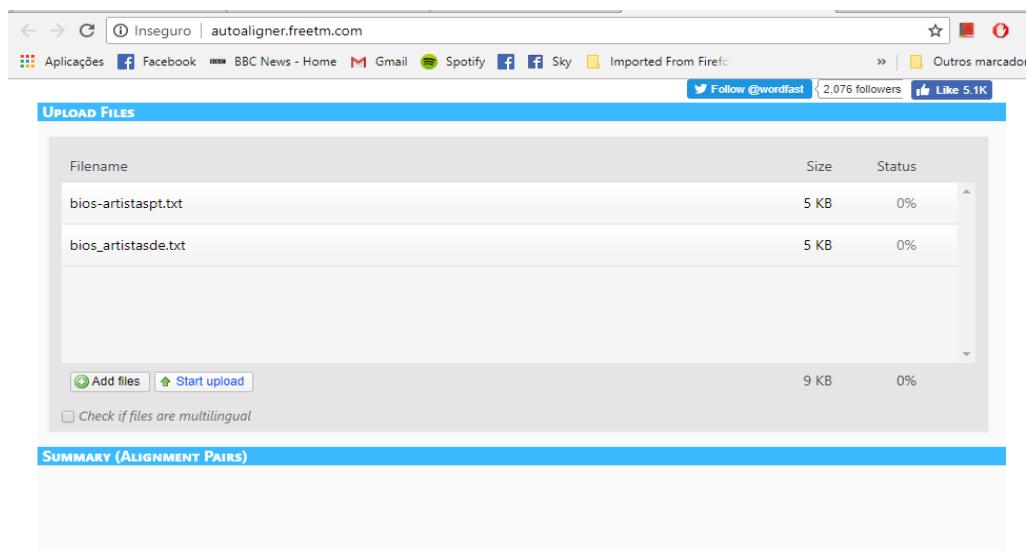 Inseguro | autoaligner.freetm.com
Aplicações Facebook BBC News - Home Gmail Spotify Sky Imported From Firefo » Outros marcador
Follow @wordfast 2,076 followers Like 5.1K
UPLOAD FILES
Filename Size Status
bios-artistaspt.txt 5 KB 0%
bios_artistasde.txt 5 KB 0%
Add files Start upload 9 KB 0%
Check if files are multilingual
SUMMARY (ALIGNMENT PAIRS)